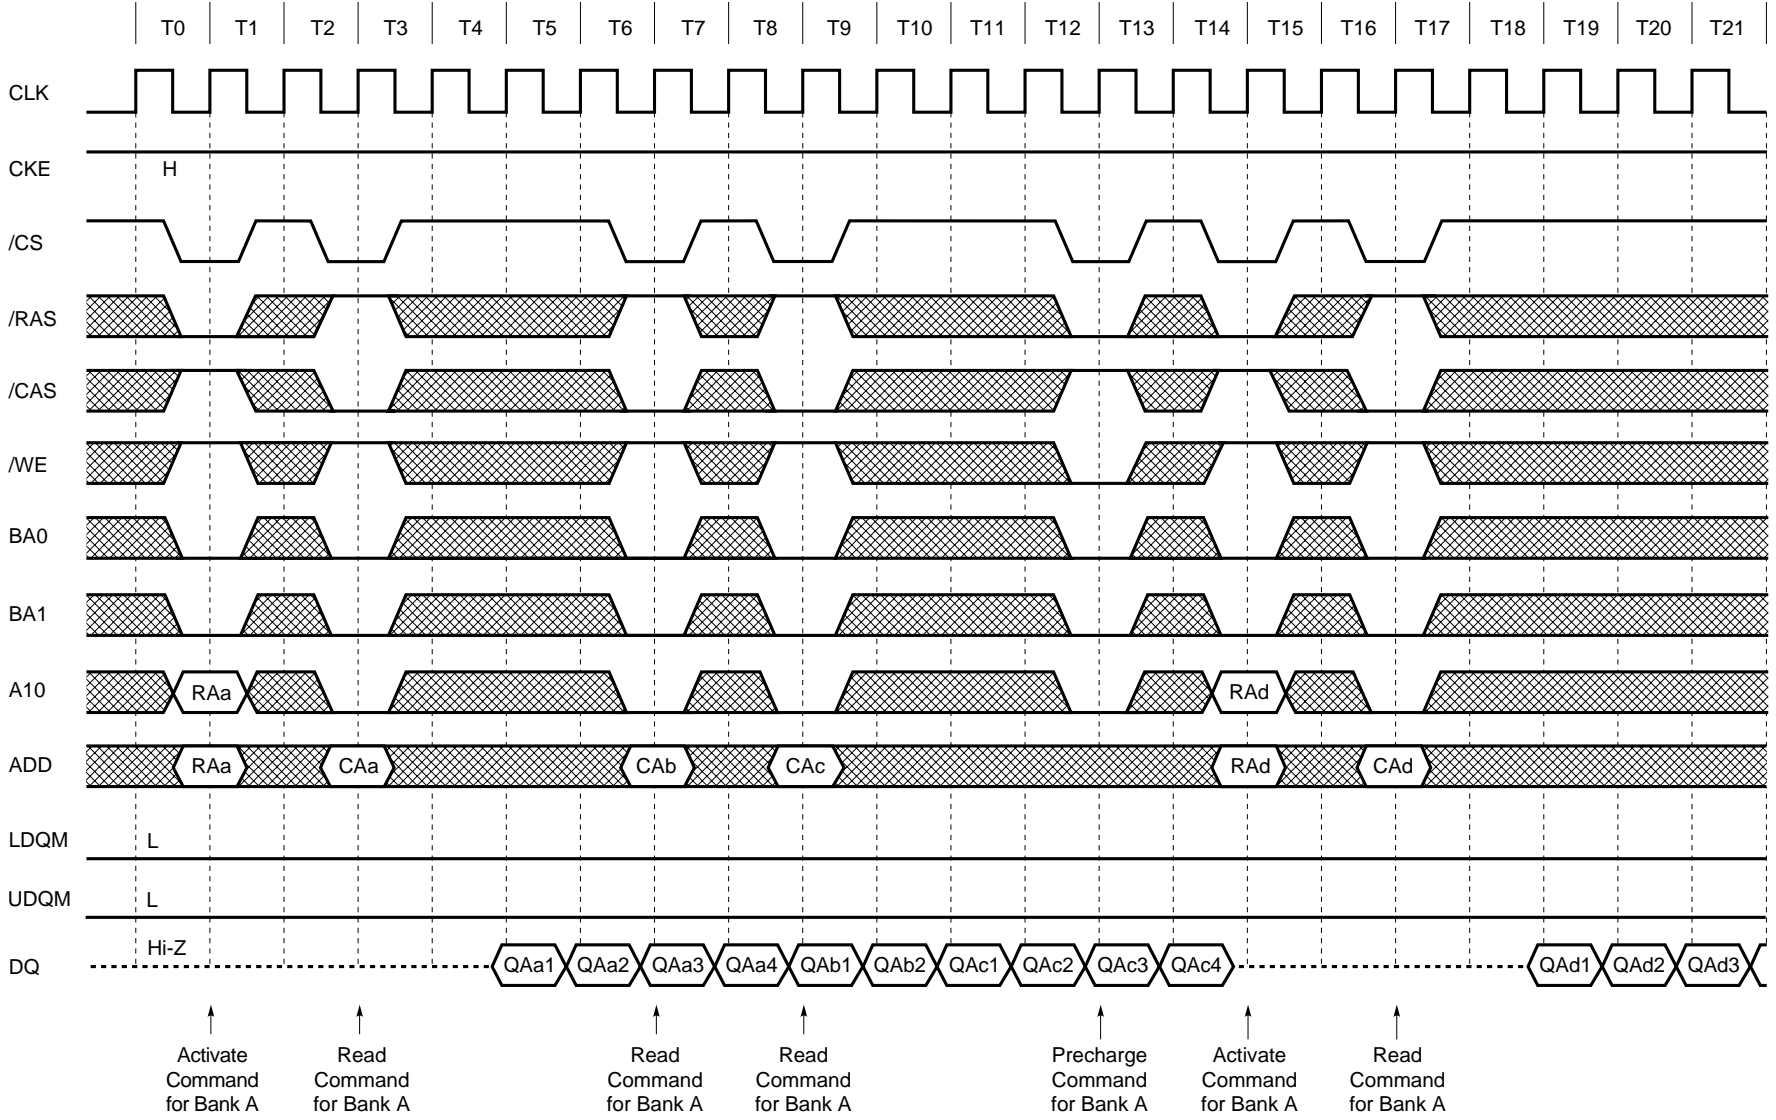 T0 T1 T2 T3 T4 T5 T6 T7 T8 T9 T10 T11 T12 T13 T14 T15 T16 T17 T18 T19 T20 T21
CLK
CKE H
/CS
/RAS
/CAS
/WE
BA0
BA1
A10 RAa RAd
ADD RAa CAa CAb CAc RAd CAd
LDQM L
UDQM L
DQ Hi-Z QAa1 QAa2 QAa3 QAa4 QAb1 QAb2 QAc1 QAc2 QAc3 QAc4 QAd1 QAd2 QAd3
Activate
Command
for Bank A
Read
Command
for Bank A
Read
Command
for Bank A
Read
Command
for Bank A
Precharge
Command
for Bank A
Activate
Command
for Bank A
Read
Command
for Bank A